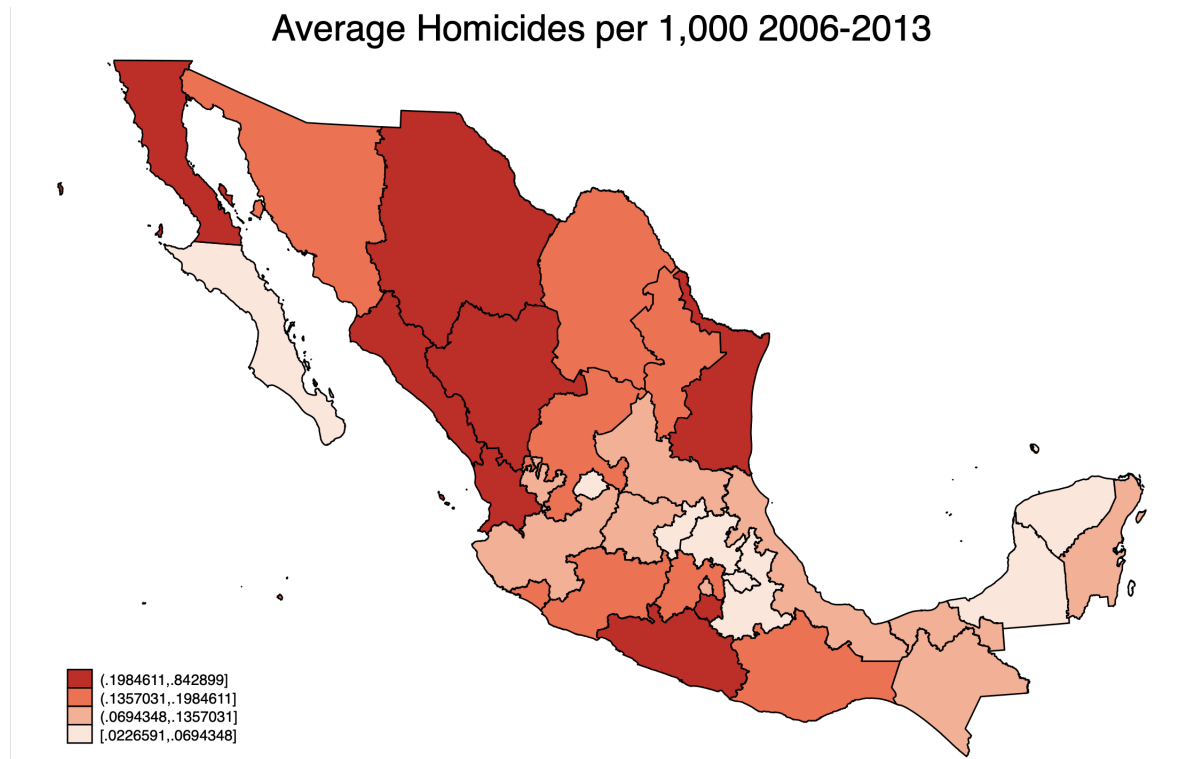 Average Homicides per 1,000 2006-2013
(.1984611,.842899]
(.1357031,.1984611]
(.0694348,.1357031]
[.0226591,.0694348]